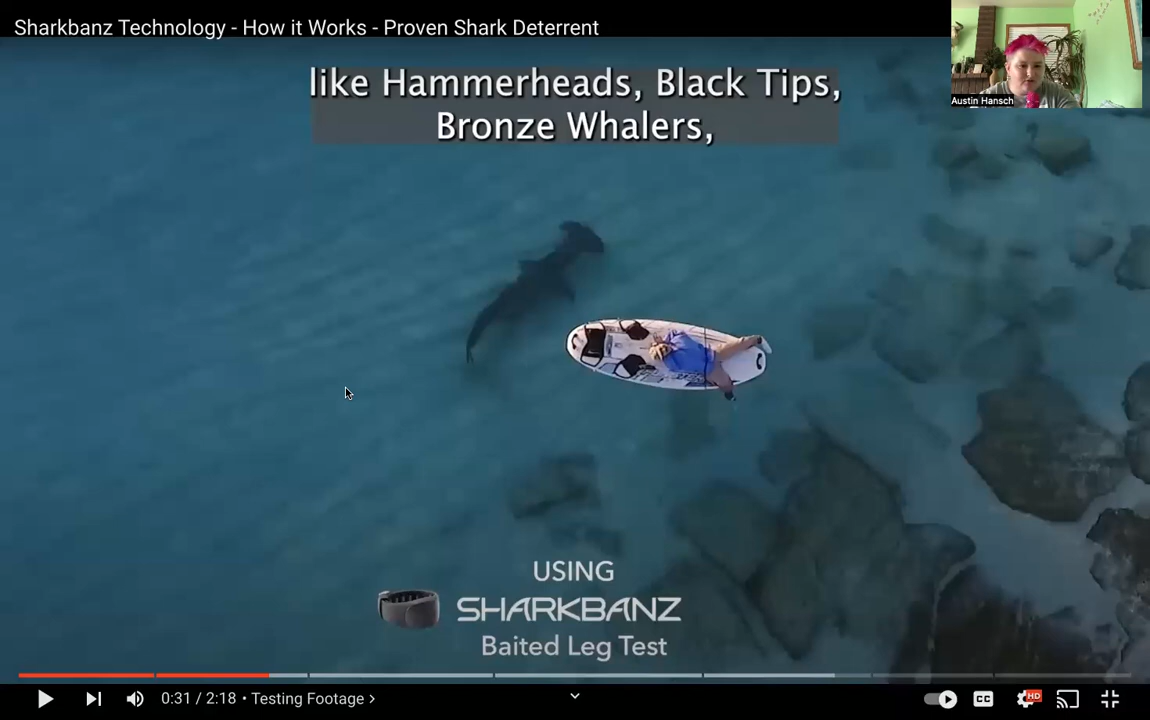 Sharkbanz Technology - How it Works - Proven Shark Deterrent
like Hammerheads, Black Tips,
Bronze Whalers,
Austin Hansch
USING
SHARKBANZ
Baited Leg Test
0:31 / 2:18 • Testing Footage >
CC
HD